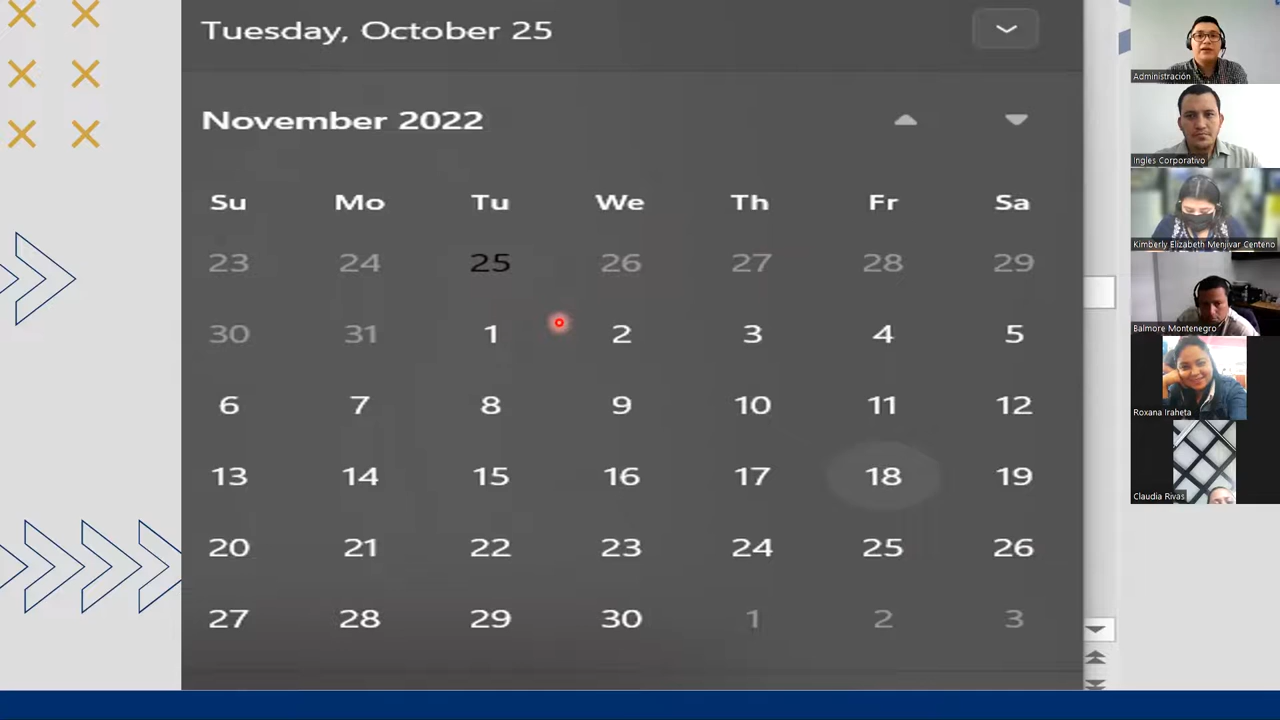 Tuesday, October 25
November 2022
Su Mo Tu We Th Fr Sa
23 24 25 26 27 28 29
30 31 1 2 3 4 5
6 7 8 9 10 11 12
13 14 15 16 17 18 19
20 21 22 23 24 25 26
27 28 29 30 1 2 3
Administración
Ingles Corporativo
Kimberly Elizabeth Menjivar Centeno
Balmore Montenegro
Roxana Iraheta
Claudia Rivas